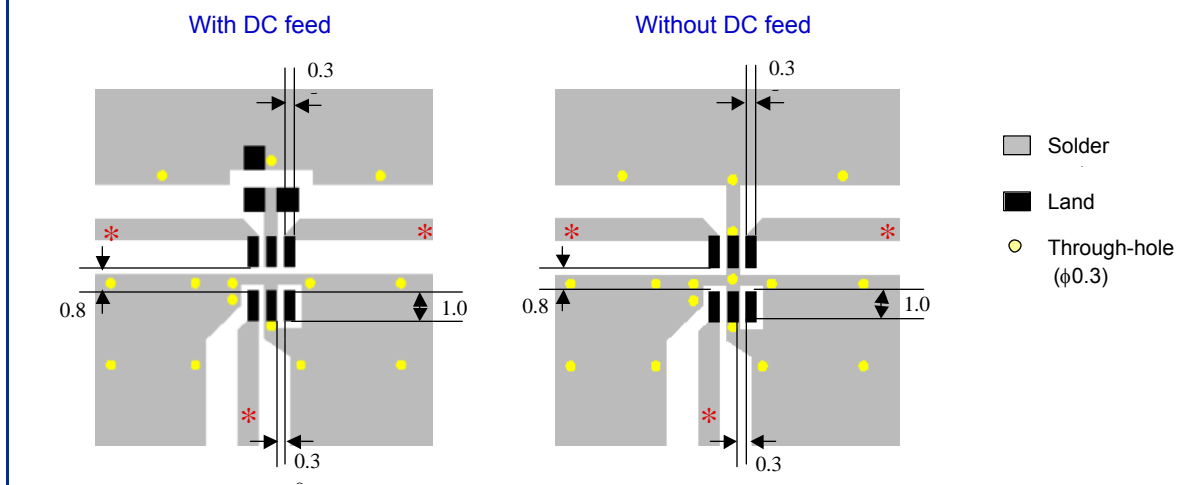 With DC feed
Without DC feed
0.3
0.3
Solder
Land
Through-hole
(ϕ0.3)
*
*
*
*
0.8
1.0
0.8
1.0
*
*
0.3
0.3